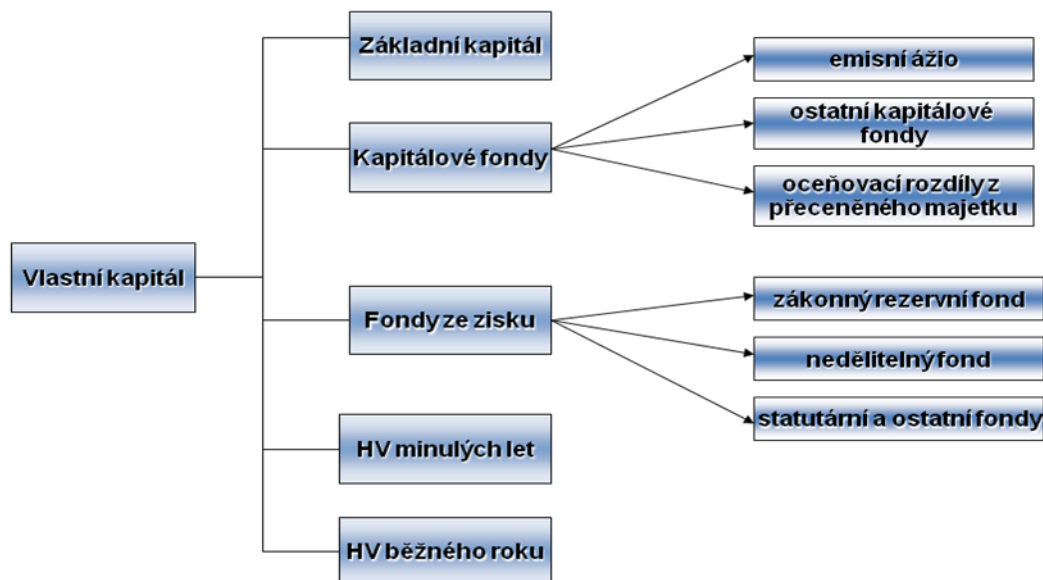 Vlastní kapitál
Základní kapitál
Kapitálové fondy
emisní ážio
ostatní kapitálové
fondy
oceňovací rozdíly z
přeceněného majetku
Fondy ze zisku
zákonný rezervní fond
nedělitelný fond
statutární a ostatní fondy
HV minulých let
HV běžného roku